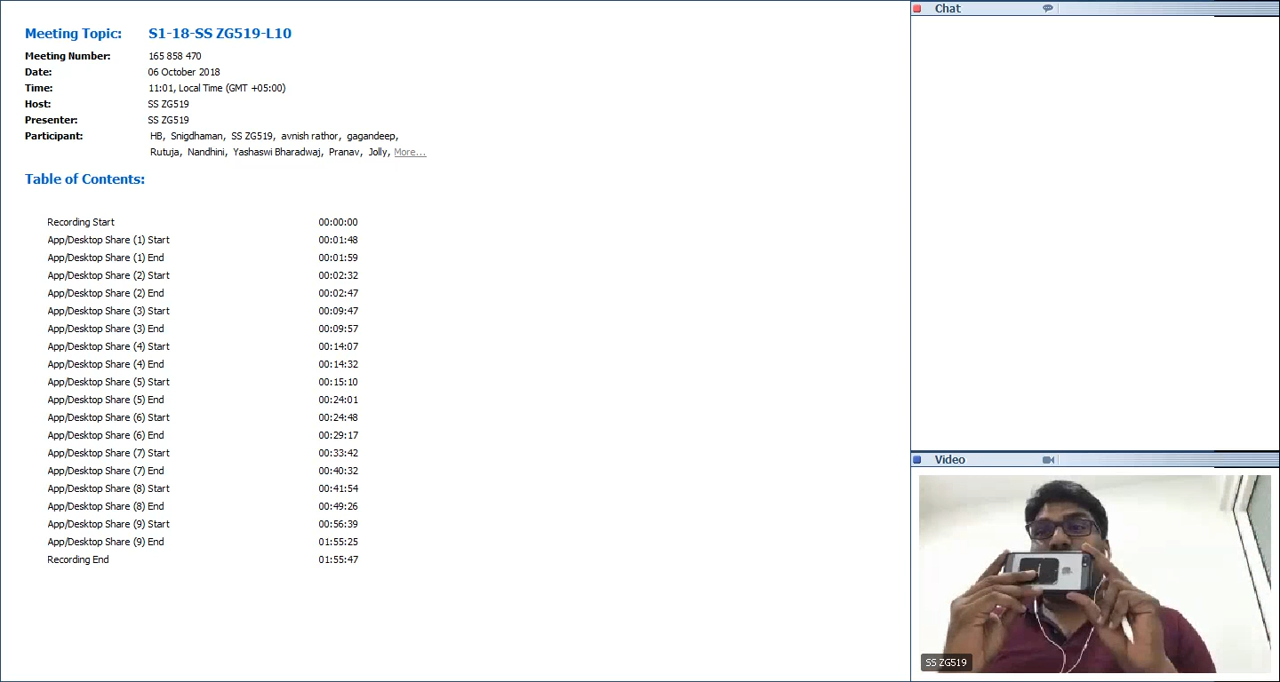 Meeting Topic: S1-18-SS ZG519-L10
Meeting Number: 165 858 470
Date: 06 October 2018
Time: 11:01, Local Time (GMT +05:00)
Host: SS ZG519
Presenter: SS ZG519
Participant: HB, Snigdhaman, SS ZG519, avnish rathor, gagandeep,
Rutuja, Nandhini, Yashaswi Bharadwaj, Pranav, Jolly, More...
Table of Contents:
Recording Start 00:00:00
App/Desktop Share (1) Start 00:01:48
App/Desktop Share (1) End 00:01:59
App/Desktop Share (2) Start 00:02:32
App/Desktop Share (2) End 00:02:47
App/Desktop Share (3) Start 00:09:47
App/Desktop Share (3) End 00:09:57
App/Desktop Share (4) Start 00:14:07
App/Desktop Share (4) End 00:14:32
App/Desktop Share (5) Start 00:15:10
App/Desktop Share (5) End 00:24:01
App/Desktop Share (6) Start 00:24:48
App/Desktop Share (6) End 00:29:17
App/Desktop Share (7) Start 00:33:42
App/Desktop Share (7) End 00:40:32
App/Desktop Share (8) Start 00:41:54
App/Desktop Share (8) End 00:49:26
App/Desktop Share (9) Start 00:56:39
App/Desktop Share (9) End 01:55:25
Recording End 01:55:47
Chat
Video
SS ZG519